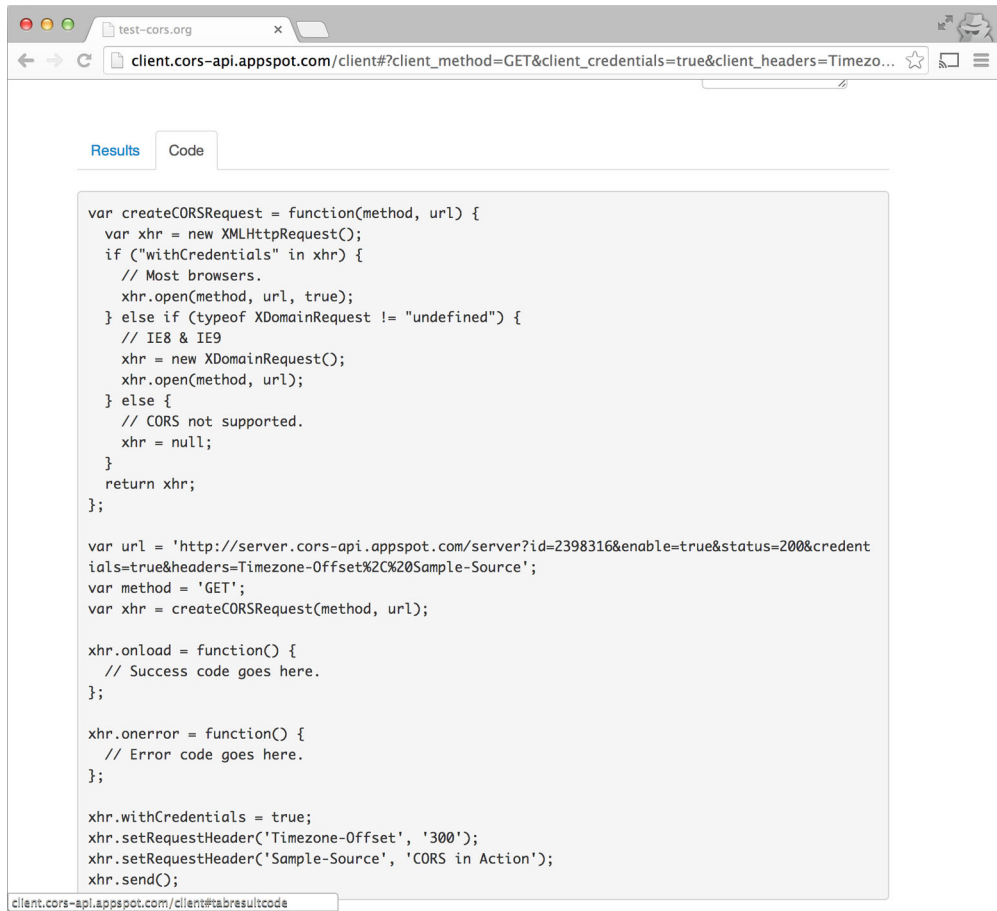 test-cors.org
client.cors-api.appspot.com/client#?client_method=GET&client_credentials=true&client_headers=Timezo...
Results Code
var createCORSRequest = function(method, url) {
  var xhr = new XMLHttpRequest();
  if ("withCredentials" in xhr) {
    // Most browsers.
    xhr.open(method, url, true);
  } else if (typeof XDomainRequest != "undefined") {
    // IE8 & IE9
    xhr = new XDomainRequest();
    xhr.open(method, url);
  } else {
    // CORS not supported.
    xhr = null;
  }
  return xhr;
};
var url = 'http://server.cors-api.appspot.com/server?id=2398316&enable=true&status=200&credent
ials=true&headers=Timezone-Offset%2C%20Sample-Source';
var method = 'GET';
var xhr = createCORSRequest(method, url);
xhr.onload = function() {
  // Success code goes here.
};
xhr.onerror = function() {
  // Error code goes here.
};
xhr.withCredentials = true;
xhr.setRequestHeader('Timezone-Offset', '300');
xhr.setRequestHeader('Sample-Source', 'CORS in Action');
xhr.send();
client.cors-api.appspot.com/client#tabresultcode